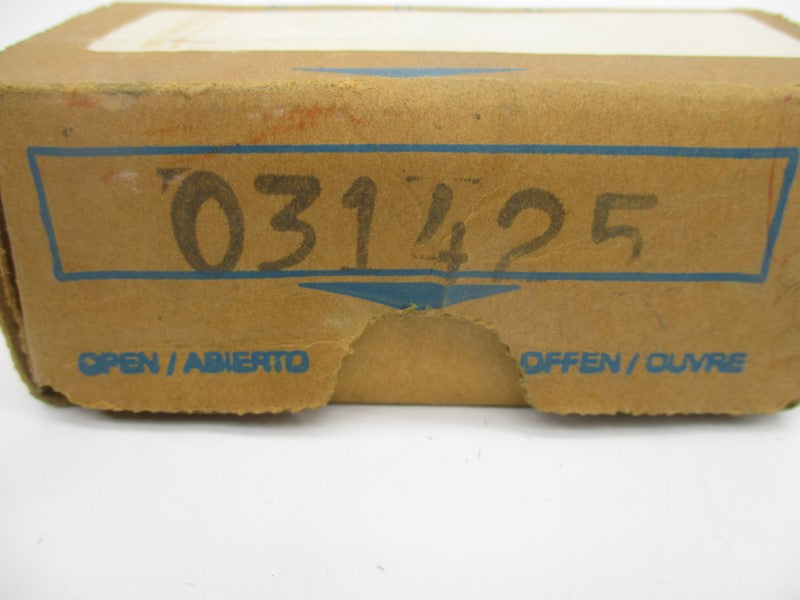 031425
OPEN / ABIERTO OFFEN / OUVRE